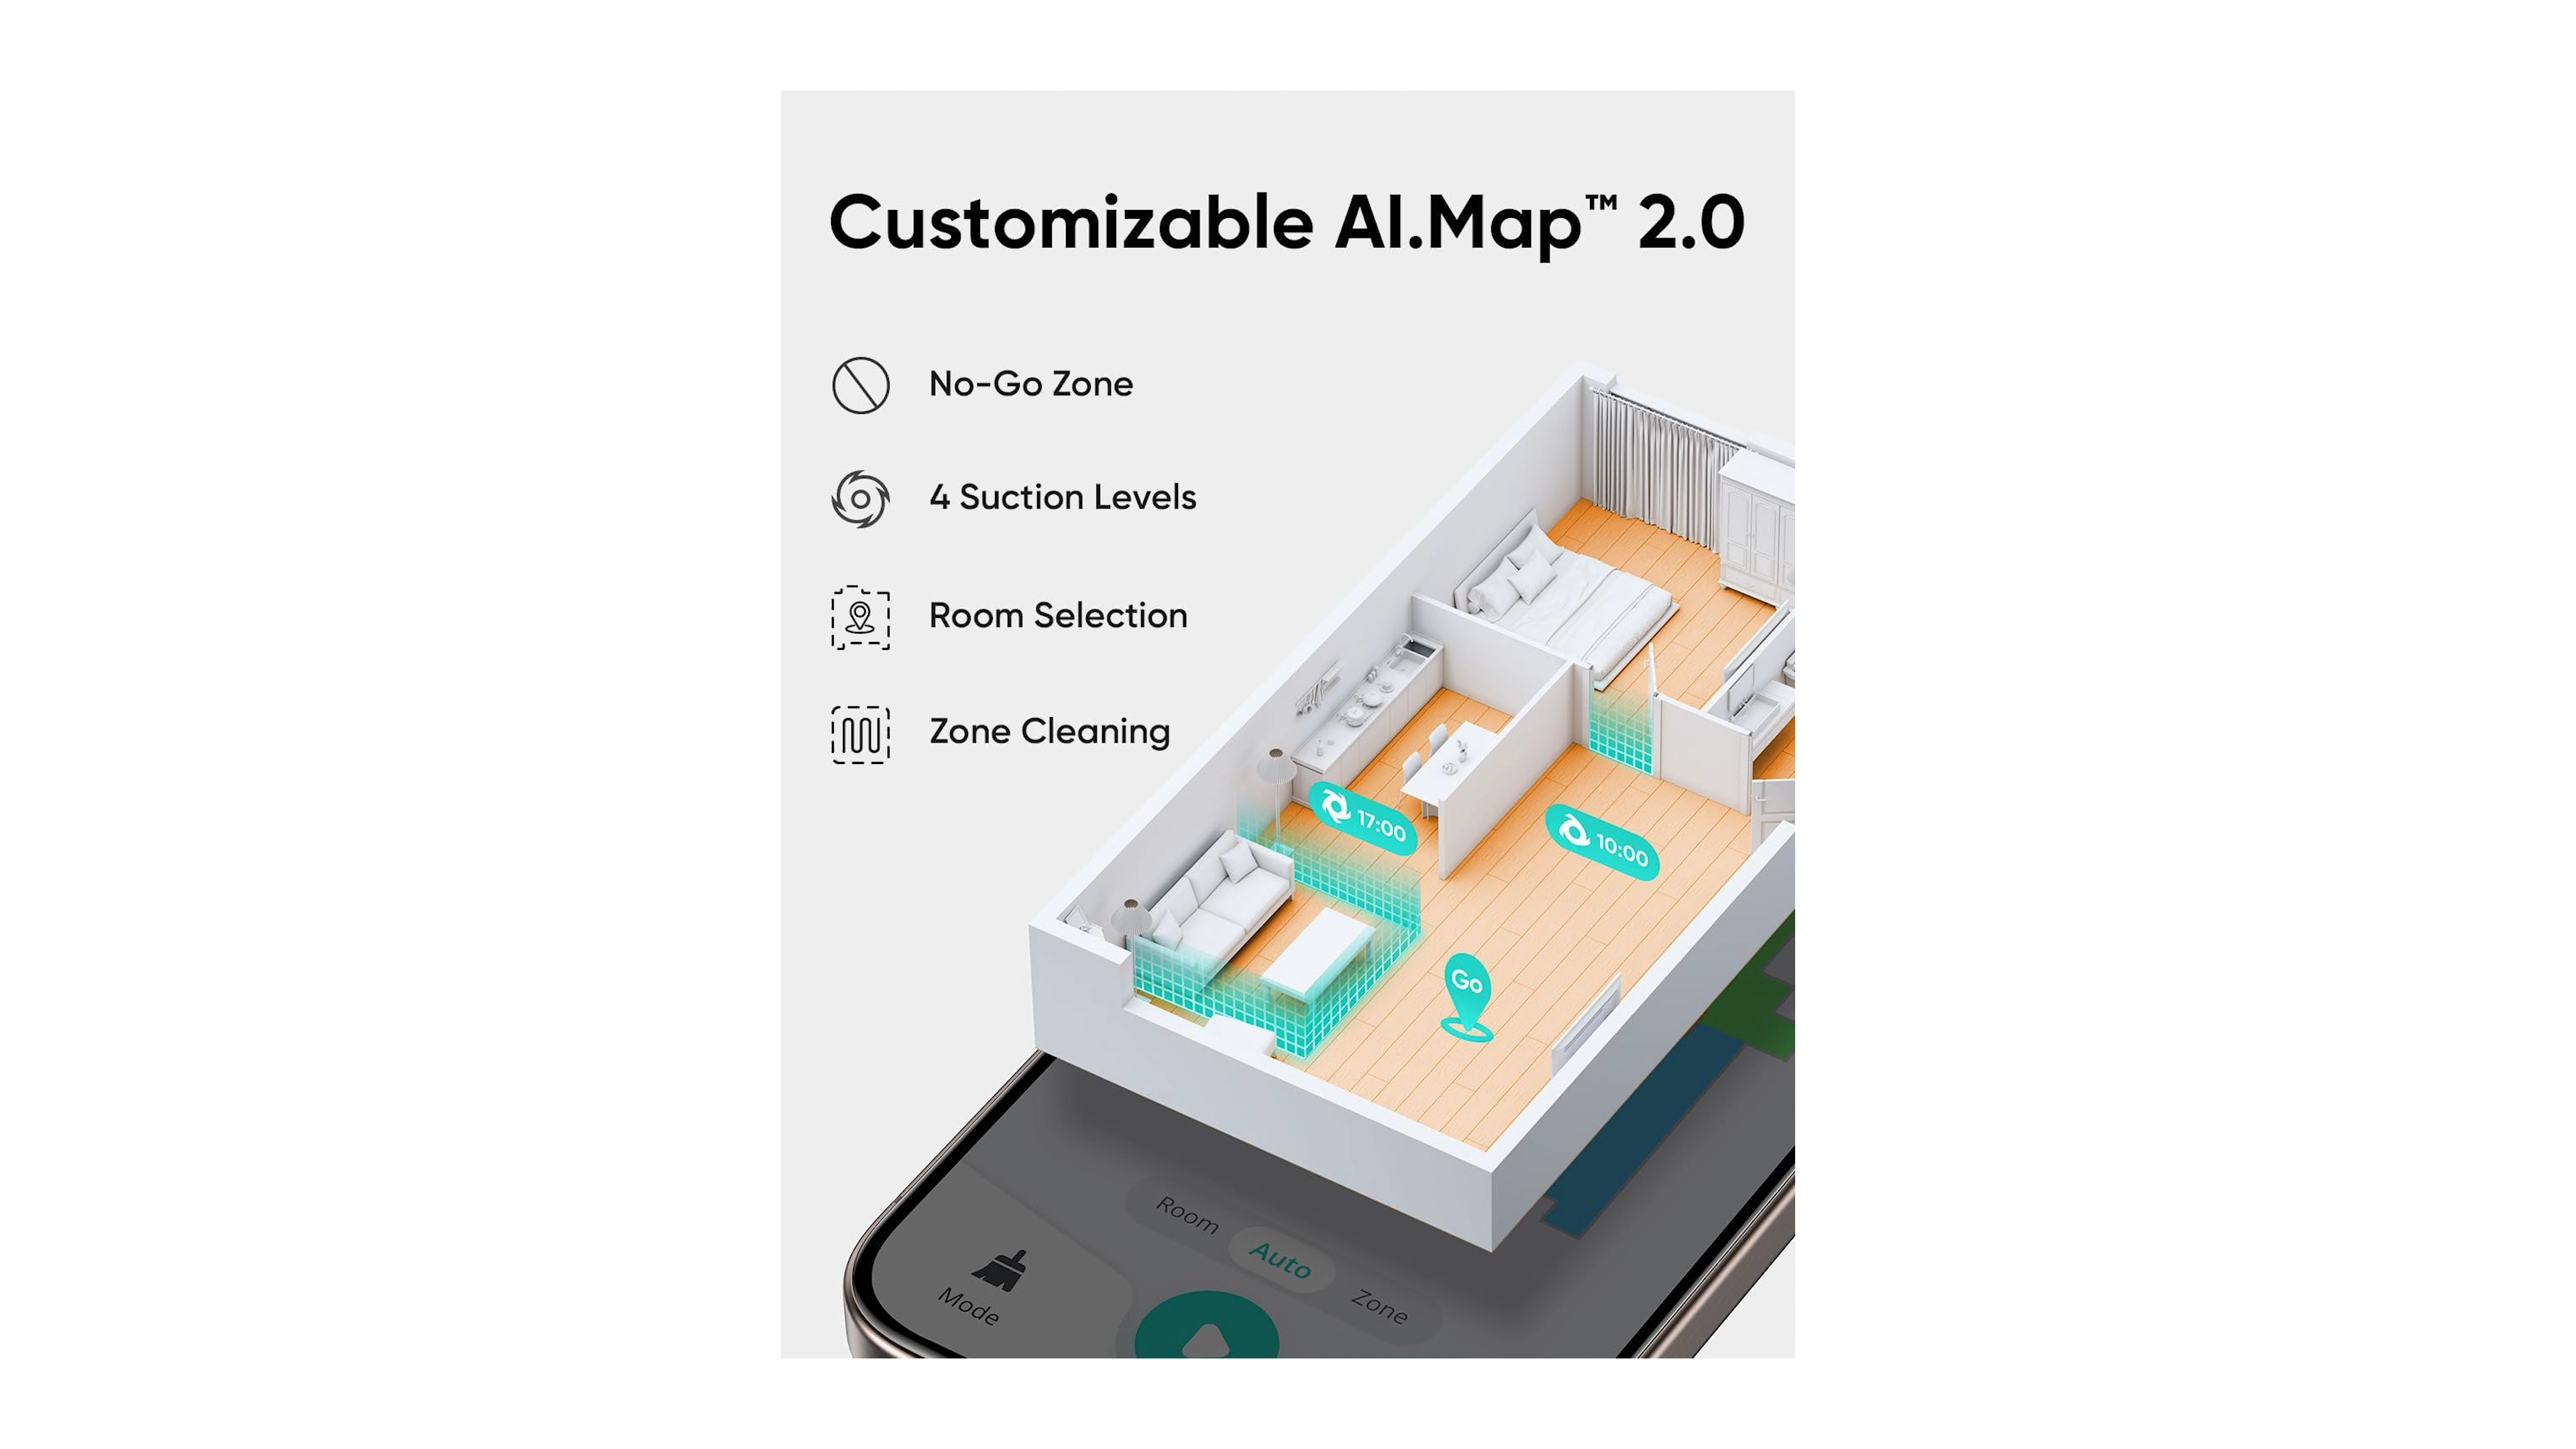 Customizable AI.Map™ 2.0
No-Go Zone
4 Suction Levels
Room Selection
Zone Cleaning
17:00
10:00
Go
Room
Auto
Zone
Mode